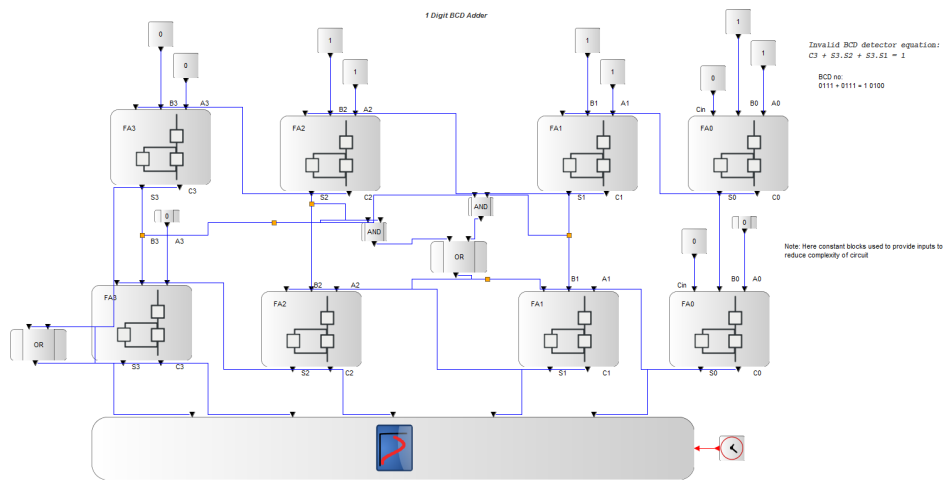 1 Digit BCD Adder
0
1
1
1
Invalid BCD detector equation:
C3 + S3.S2 + S3.S1 = 1
0
1
1
0
1
BCD no:
0111 + 0111 = 1 0100
B3 A3
B2 A2
B1 A1
Cin B0 A0
FA3
FA2
FA1
FA0
S3 C3
S2 C2
S1 C1
S0 C0
AND
0
AND
0
B3 A3
OR
0
Note: Here constant blocks used to provide inputs to
reduce complexity of circuit
B2 A2
B1 A1
Cin B0 A0
FA3
FA2
FA1
FA0
OR
S3 C3
S2 C2
S1 C1
S0 C0